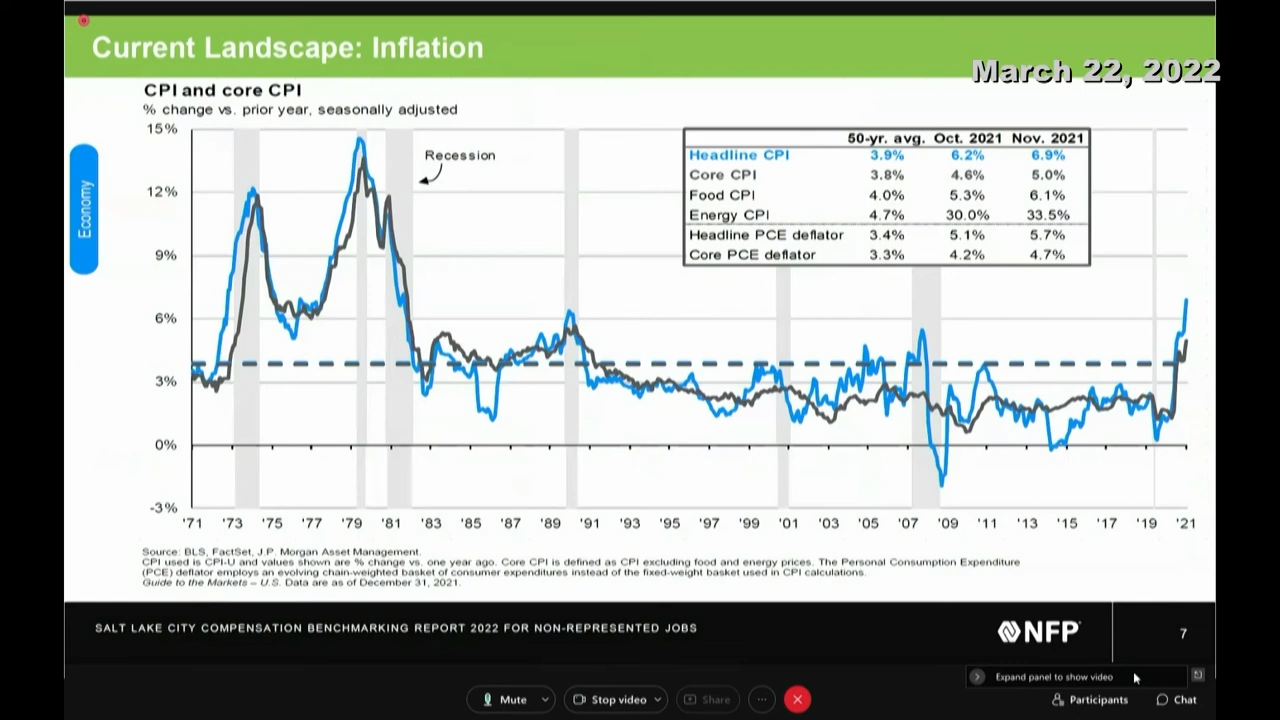 Current Landscape: Inflation
March 22, 2022
CPI and core CPI
% change vs. prior year, seasonally adjusted
Economy
15%
12%
9%
6%
3%
0%
-3%
Recession
50-yr. avg. Oct. 2021 Nov. 2021
Headline CPI 3.9% 6.2% 6.9%
Core CPI 3.8% 4.6% 5.0%
Food CPI 4.0% 5.3% 6.1%
Energy CPI 4.7% 30.0% 33.5%
Headline PCE deflator 3.4% 5.1% 5.7%
Core PCE deflator 3.3% 4.2% 4.7%
'71 '73 '75 '77 '79 '81 '83 '85 '87 '89 '91 '93 '95 '97 '99 '01 '03 '05 '07 '09 '11 '13 '15 '17 '19 '21
Source: BLS, FactSet, J.P. Morgan Asset Management.
CPI used is CPI-U and values shown are % change vs. one year ago. Core CPI is defined as CPI excluding food and energy prices. The Personal Consumption Expenditure
(PCE) deflator employs an evolving chain-weighted basket of consumer expenditures instead of the fixed-weight basket used in CPI calculations.
Guide to the Markets – U.S. Data are as of December 31, 2021.
SALT LAKE CITY COMPENSATION BENCHMARKING REPORT 2022 FOR NON-REPRESENTED JOBS
NFP
7
Expand panel to show video
Mute
Stop video
Share
Participants
Chat